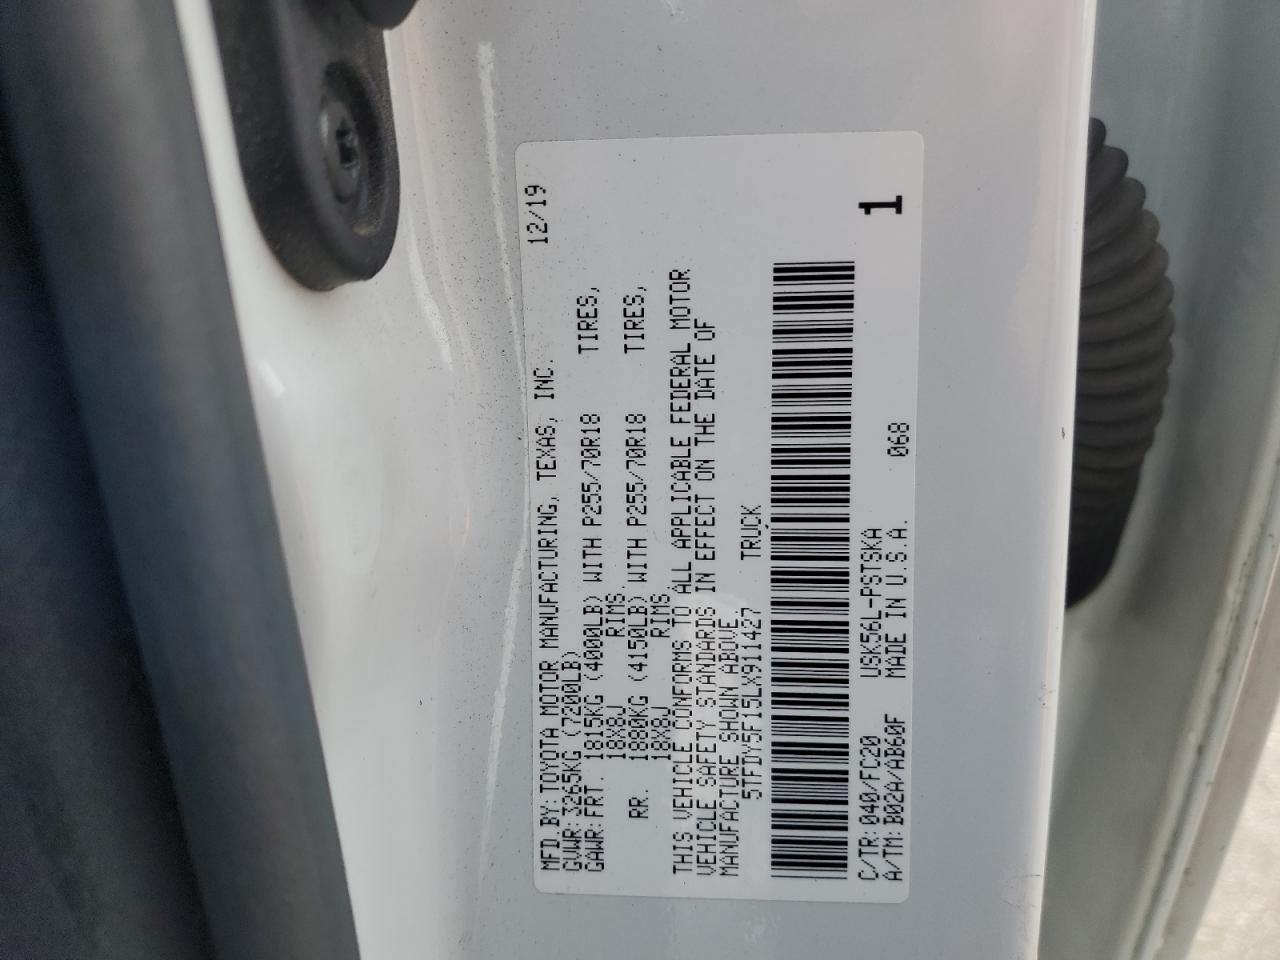 MFD.BY:TOYOTA MOTOR MANUFACTURING, TEXAS, INC. 12/19
GVWR:3265KG (7200LB)
GAWR:FRT. 1815KG (4000LB) WITH P255/70R18 TIRES,
18X8J RIMS,
RR. 1880KG (4150LB) WITH P255/70R18 TIRES,
18X8J RIMS.
THIS VEHICLE CONFORMS TO ALL APPLICABLE FEDERAL MOTOR
VEHICLE SAFETY STANDARDS IN EFFECT ON THE DATE OF
MANUFACTURE SHOWN ABOVE.
5TFDY5F15LX911427 TRUCK
C/TR:040/FC20 USK56L-PSTSKA 068 1
A/TM:B02A/AB60F MADE IN U.S.A.